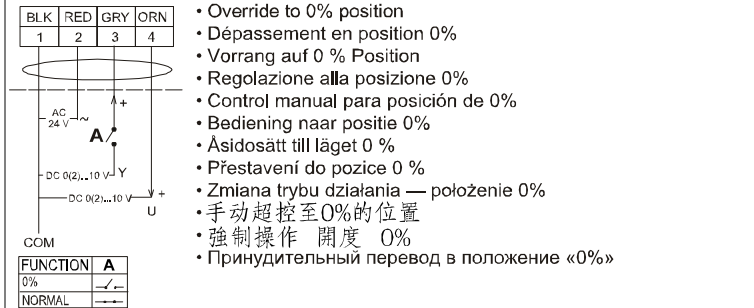 BLK RED GRY ORN
1 2 3 4
AC
24 V ~
A
+
DC 0(2)...10 V Y
DC 0(2)...10 V +
U
COM
FUNCTION A
0%
NORMAL
• Override to 0% position
• Dépassement en position 0%
• Vorrang auf 0 % Position
• Regolazione alla posizione 0%
• Control manual para posición de 0%
• Bediening naar positie 0%
• Åsidosätt till läget 0 %
• Přestavení do pozice 0 %
• Zmiana trybu działania — położenie 0%
• 手动超控至0%的位置
• 強制操作 開度 0%
• Принудительный перевод в положение «0%»